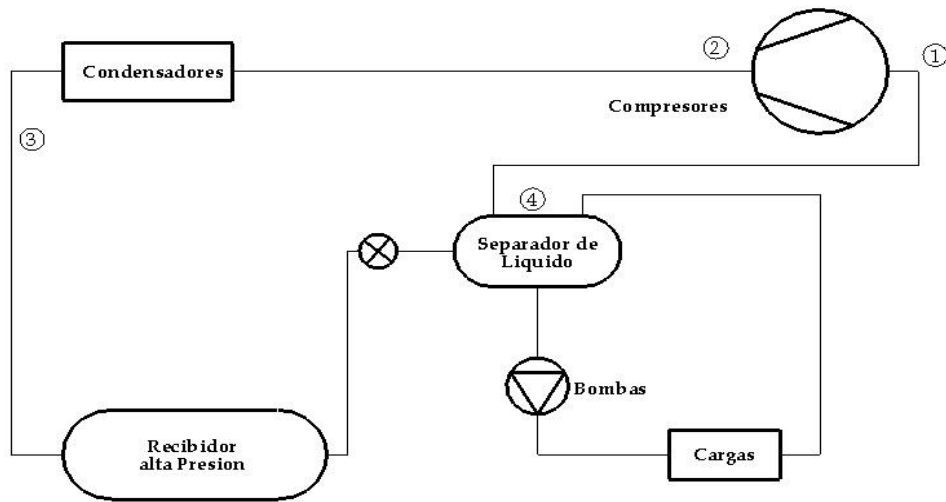 ①
②
Condensadores
Compresores
③
④
Separador de
Liquido
Bombas
Recibidor
alta Presion
Cargas